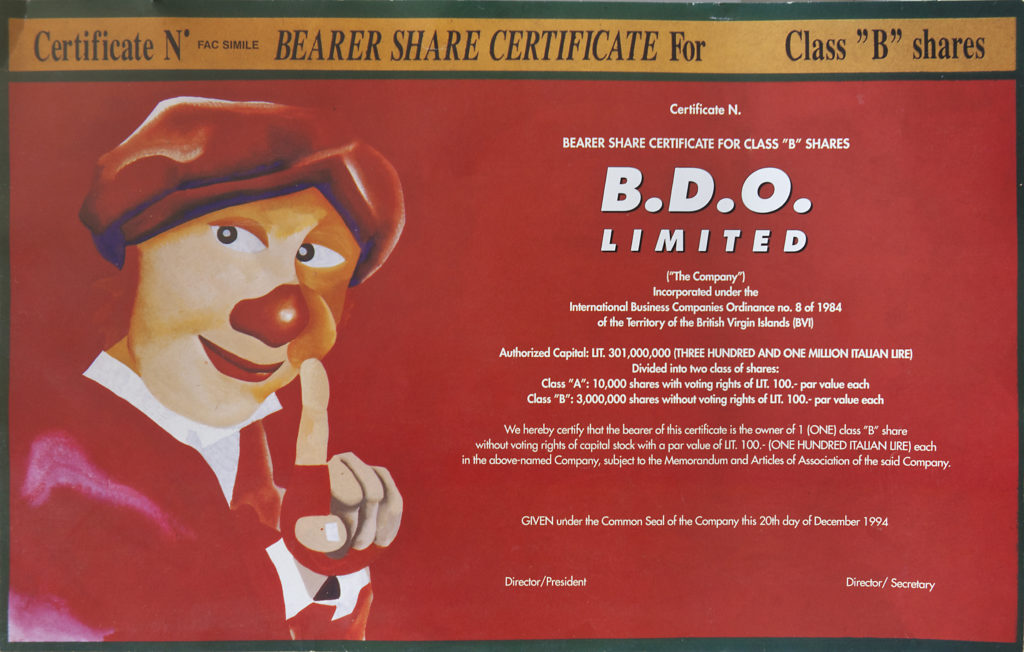 Certificate N° FAC SIMILE BEARER SHARE CERTIFICATE For Class "B" shares
Certificate N.
BEARER SHARE CERTIFICATE FOR CLASS "B" SHARES
B.D.O.
LIMITED
("The Company")
Incorporated under the
International Business Companies Ordinance no. 8 of 1984
of the Territory of the British Virgin Islands (BVI)
Authorized Capital: LIT. 301,000,000 (THREE HUNDRED AND ONE MILLION ITALIAN LIRE)
Divided into two class of shares:
Class "A": 10,000 shares with voting rights of LIT. 100.- par value each
Class "B": 3,000,000 shares without voting rights of LIT. 100.- par value each
We hereby certify that the bearer of this certificate is the owner of 1 (ONE) class "B" share
without voting rights of capital stock with a par value of LIT. 100.- (ONE HUNDRED ITALIAN LIRE) each
in the above-named Company, subject to the Memorandum and Articles of Association of the said Company.
GIVEN under the Common Seal of the Company this 20th day of December 1994
Director/President Director/ Secretary